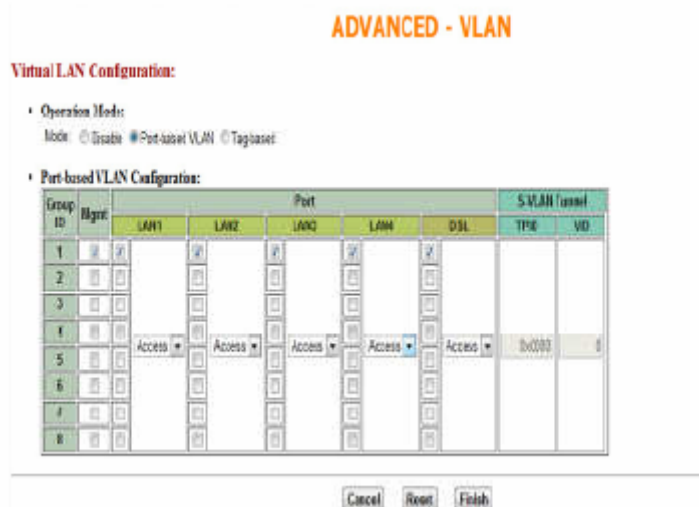 ADVANCED - VLAN
Virtual LAN Configuration:
• Operation Mode:
Mode: Disable Port-based VLAN Tag-based
• Port-based VLAN Configuration:
Group ID Mgmt Port S-VLAN Tunnel
LAN1 LAN2 LAN3 LAN4 DSL TPID VID
1
2
3
4
Access Access Access Access Access 0
5
6
7
8
Cancel Reset Finish